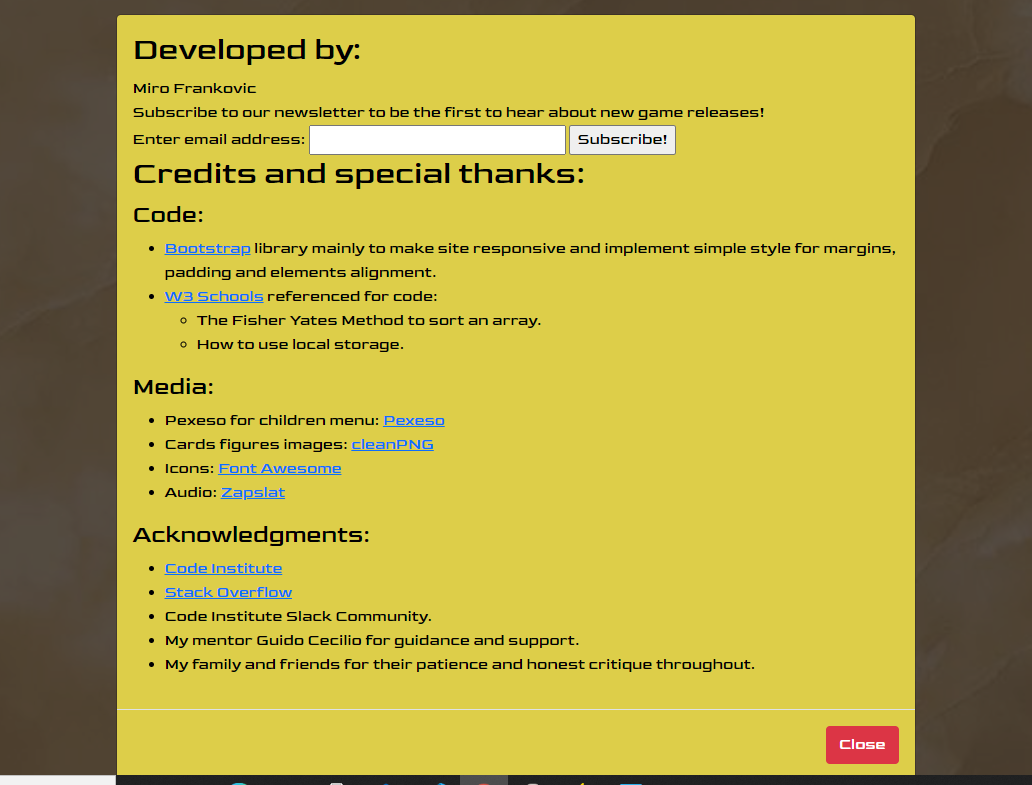 Developed by:
Miro Frankovic
Subscribe to our newsletter to be the first to hear about new game releases!
Enter email address: Subscribe!
Credits and special thanks:
Code:
Bootstrap library mainly to make site responsive and implement simple style for margins,
padding and elements alignment.
W3 Schools referenced for code:
The Fisher Yates Method to sort an array.
How to use local storage.
Media:
Pexeso for children menu: Pexeso
Cards figures images: cleanPNG
Icons: Font Awesome
Audio: Zapslat
Acknowledgments:
Code Institute
Stack Overflow
Code Institute Slack Community.
My mentor Guido Cecilio for guidance and support.
My family and friends for their patience and honest critique throughout.
Close